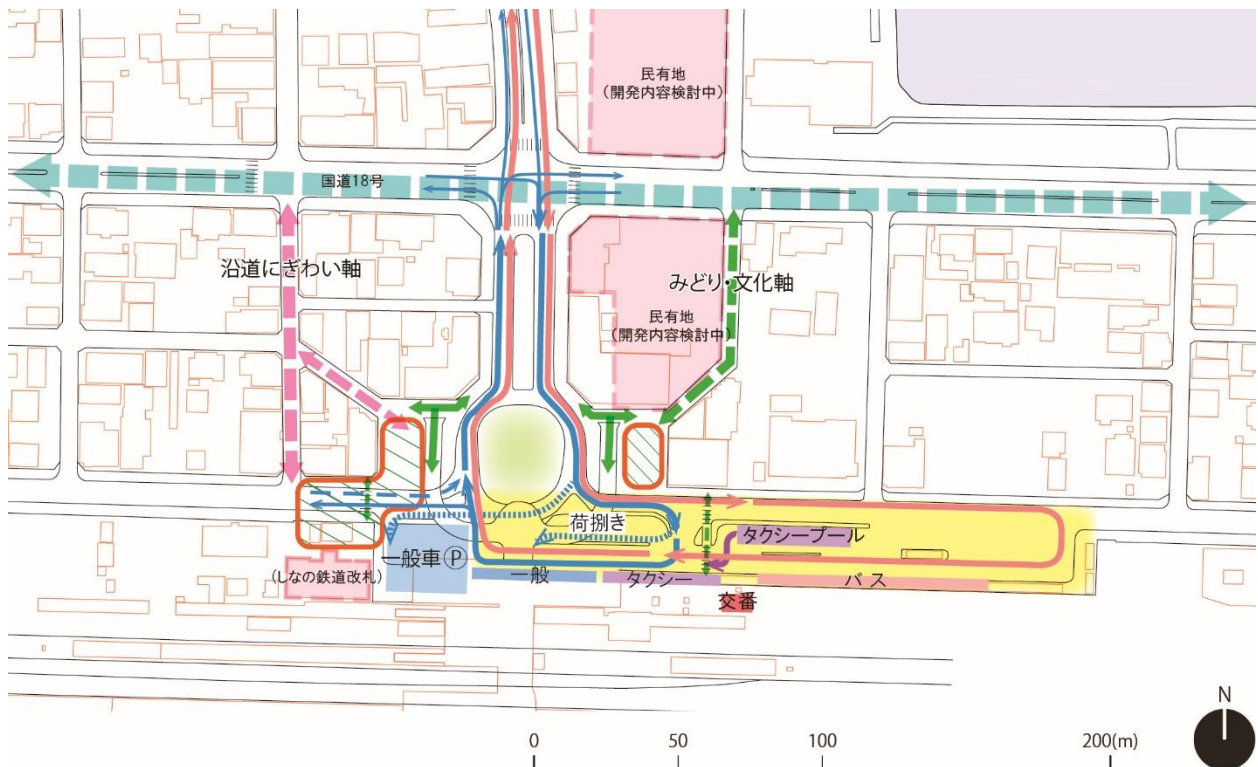 民有地
(開発内容検討中)
国道18号
沿道にぎわい軸
みどり・文化軸
民有地
(開発内容検討中)
荷捌き
タクシープール
一般車Ⓟ
(しなの鉄道改札)
一般
タクシー
バス
交番
N
0
50
100
200(m)